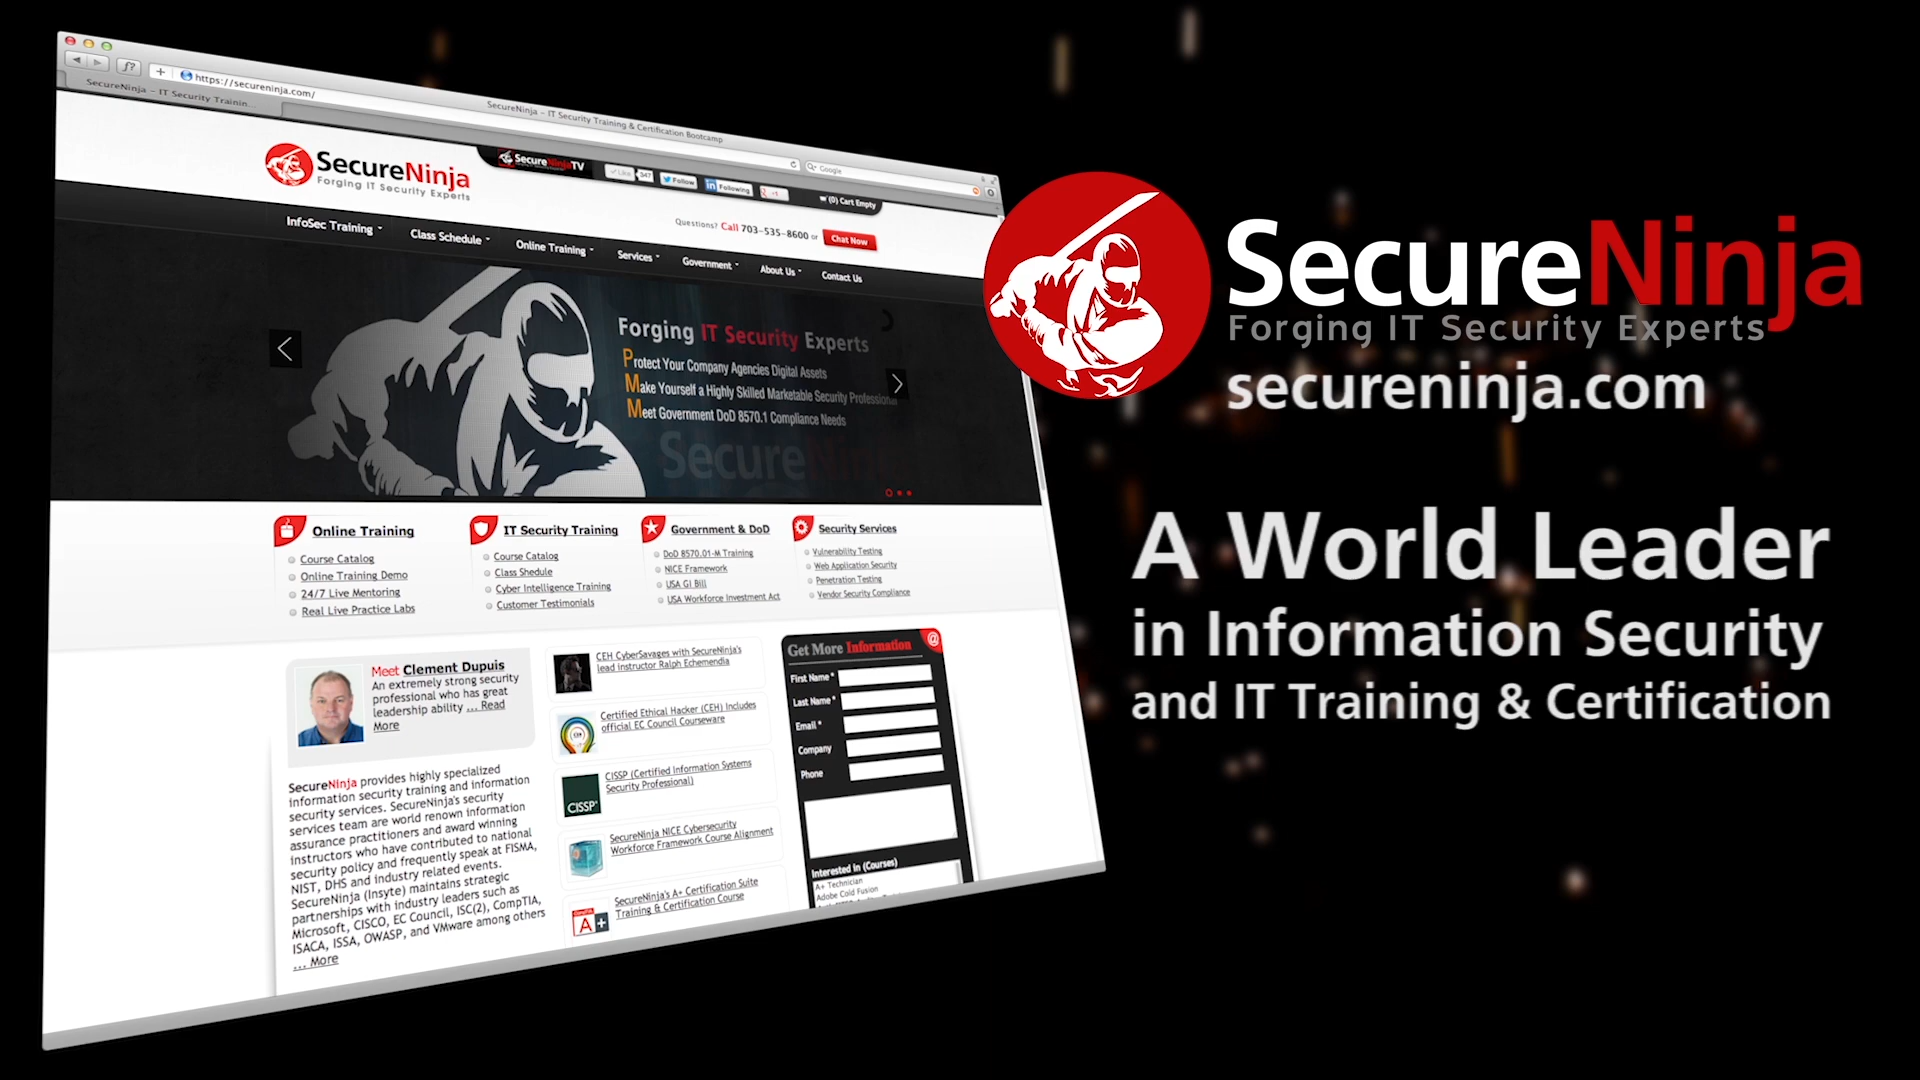 https://secureninja.com/
SecureNinja – IT Security Training & Certification Bootcamp
Google
SecureNinja – IT Security Trainin...
SecureNinja
Forging IT Security Experts
SecureNinjaTV
Like 347
Follow
Following
+1
(0) Cart Empty
Questions? Call 703-535-8600 or Chat Now
InfoSec Training
Class Schedule
Online Training
Services
Government
About Us
Contact Us
Forging IT Security Experts
Protect Your Company Agencies Digital Assets
Make Yourself a Highly Skilled Marketable Security Professional
Meet Government DoD 8570.1 Compliance Needs
SecureNinja
Online Training
Course Catalog
Online Training Demo
24/7 Live Mentoring
Real Live Practice Labs
IT Security Training
Course Catalog
Class Shedule
Cyber Intelligence Training
Customer Testimonials
Government & DoD
DoD 8570.01-M Training
NICE Framework
USA GI Bill
USA Workforce Investment Act
Security Services
Vulnerability Testing
Web Application Security
Penetration Testing
Vendor Security Compliance
Meet Clement Dupuis
An extremely strong security
professional who has great
leadership ability ... Read
More
SecureNinja provides highly specialized
information security training and information
security services. SecureNinja's security
services team are world renown information
assurance practitioners and award winning
instructors who have contributed to national
security policy and frequently speak at FISMA,
NIST, DHS and industry related events.
SecureNinja (Insyte) maintains strategic
partnerships with industry leaders such as
Microsoft, CISCO, EC Council, ISC(2), CompTIA,
ISACA, ISSA, OWASP, and VMware among others
... More
CEH CyberSavages with SecureNinja's
lead instructor Ralph Echemendia
Certified Ethical Hacker (CEH) Includes
official EC Council Courseware
CISSP
CISSP (Certified Information Systems
Security Professional)
SecureNinja NICE Cybersecurity
Workforce Framework Course Alignment
A+
SecureNinja's A+ Certification Suite
Training & Certification Course
Get More Information
@
First Name *
Last Name *
Email *
Company
Phone
Interested in (Courses)
A+ Technician
Adobe Cold Fusion
SecureNinja
Forging IT Security Experts
secureninja.com
A World Leader
in Information Security
and IT Training & Certification